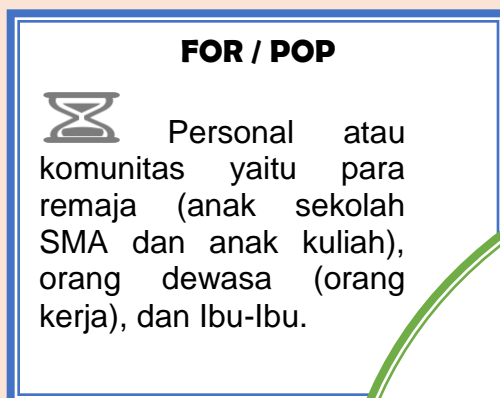 FOR / POP
Personal atau
komunitas yaitu para
remaja (anak sekolah
SMA dan anak kuliah),
orang dewasa (orang
kerja), dan Ibu-Ibu.